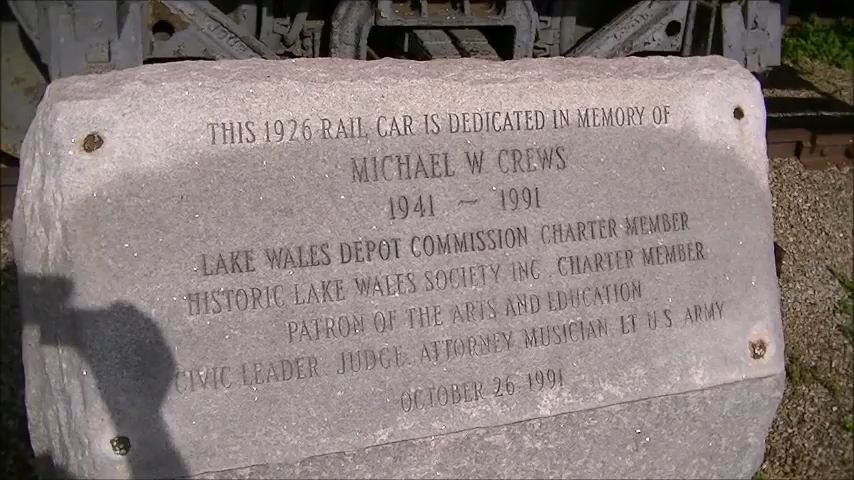 THIS 1926 RAIL CAR IS DEDICATED IN MEMORY OF
MICHAEL W CREWS
1941 ~ 1991
LAKE WALES DEPOT COMMISSION CHARTER MEMBER
HISTORIC LAKE WALES SOCIETY INC. CHARTER MEMBER
PATRON OF THE ARTS AND EDUCATION
CIVIC LEADER, JUDGE, ATTORNEY MUSICIAN, LT U.S. ARMY
OCTOBER 26, 1991